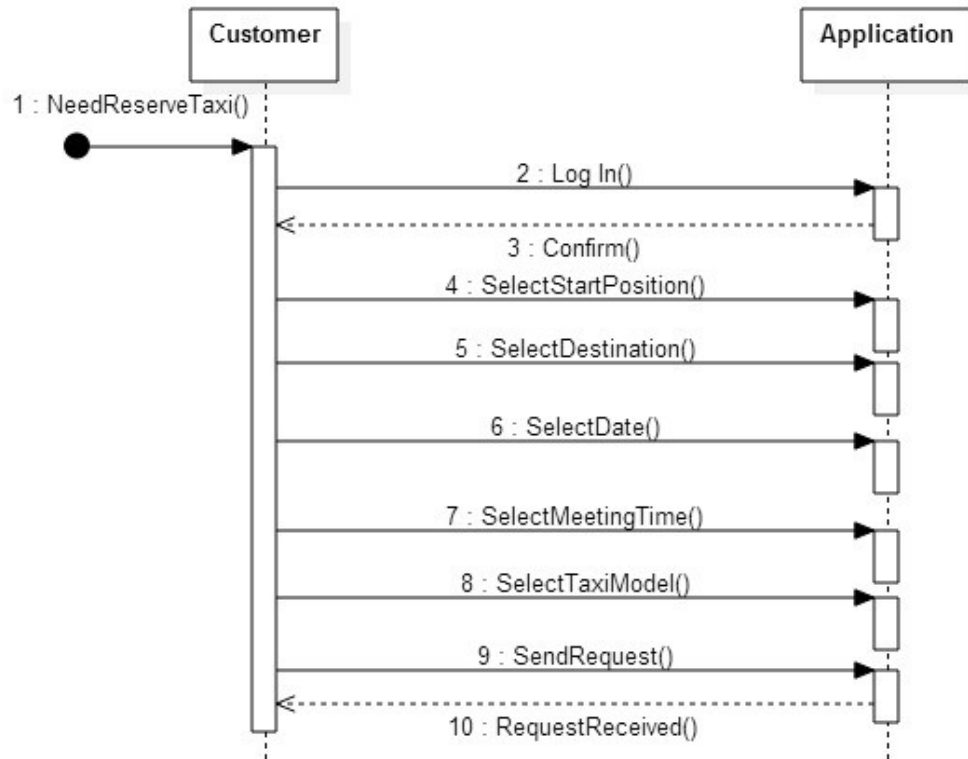 Customer
Application
1 : NeedReserveTaxi()
2 : Log In()
3 : Confirm()
4 : SelectStartPosition()
5 : SelectDestination()
6 : SelectDate()
7 : SelectMeetingTime()
8 : SelectTaxiModel()
9 : SendRequest()
10 : RequestReceived()